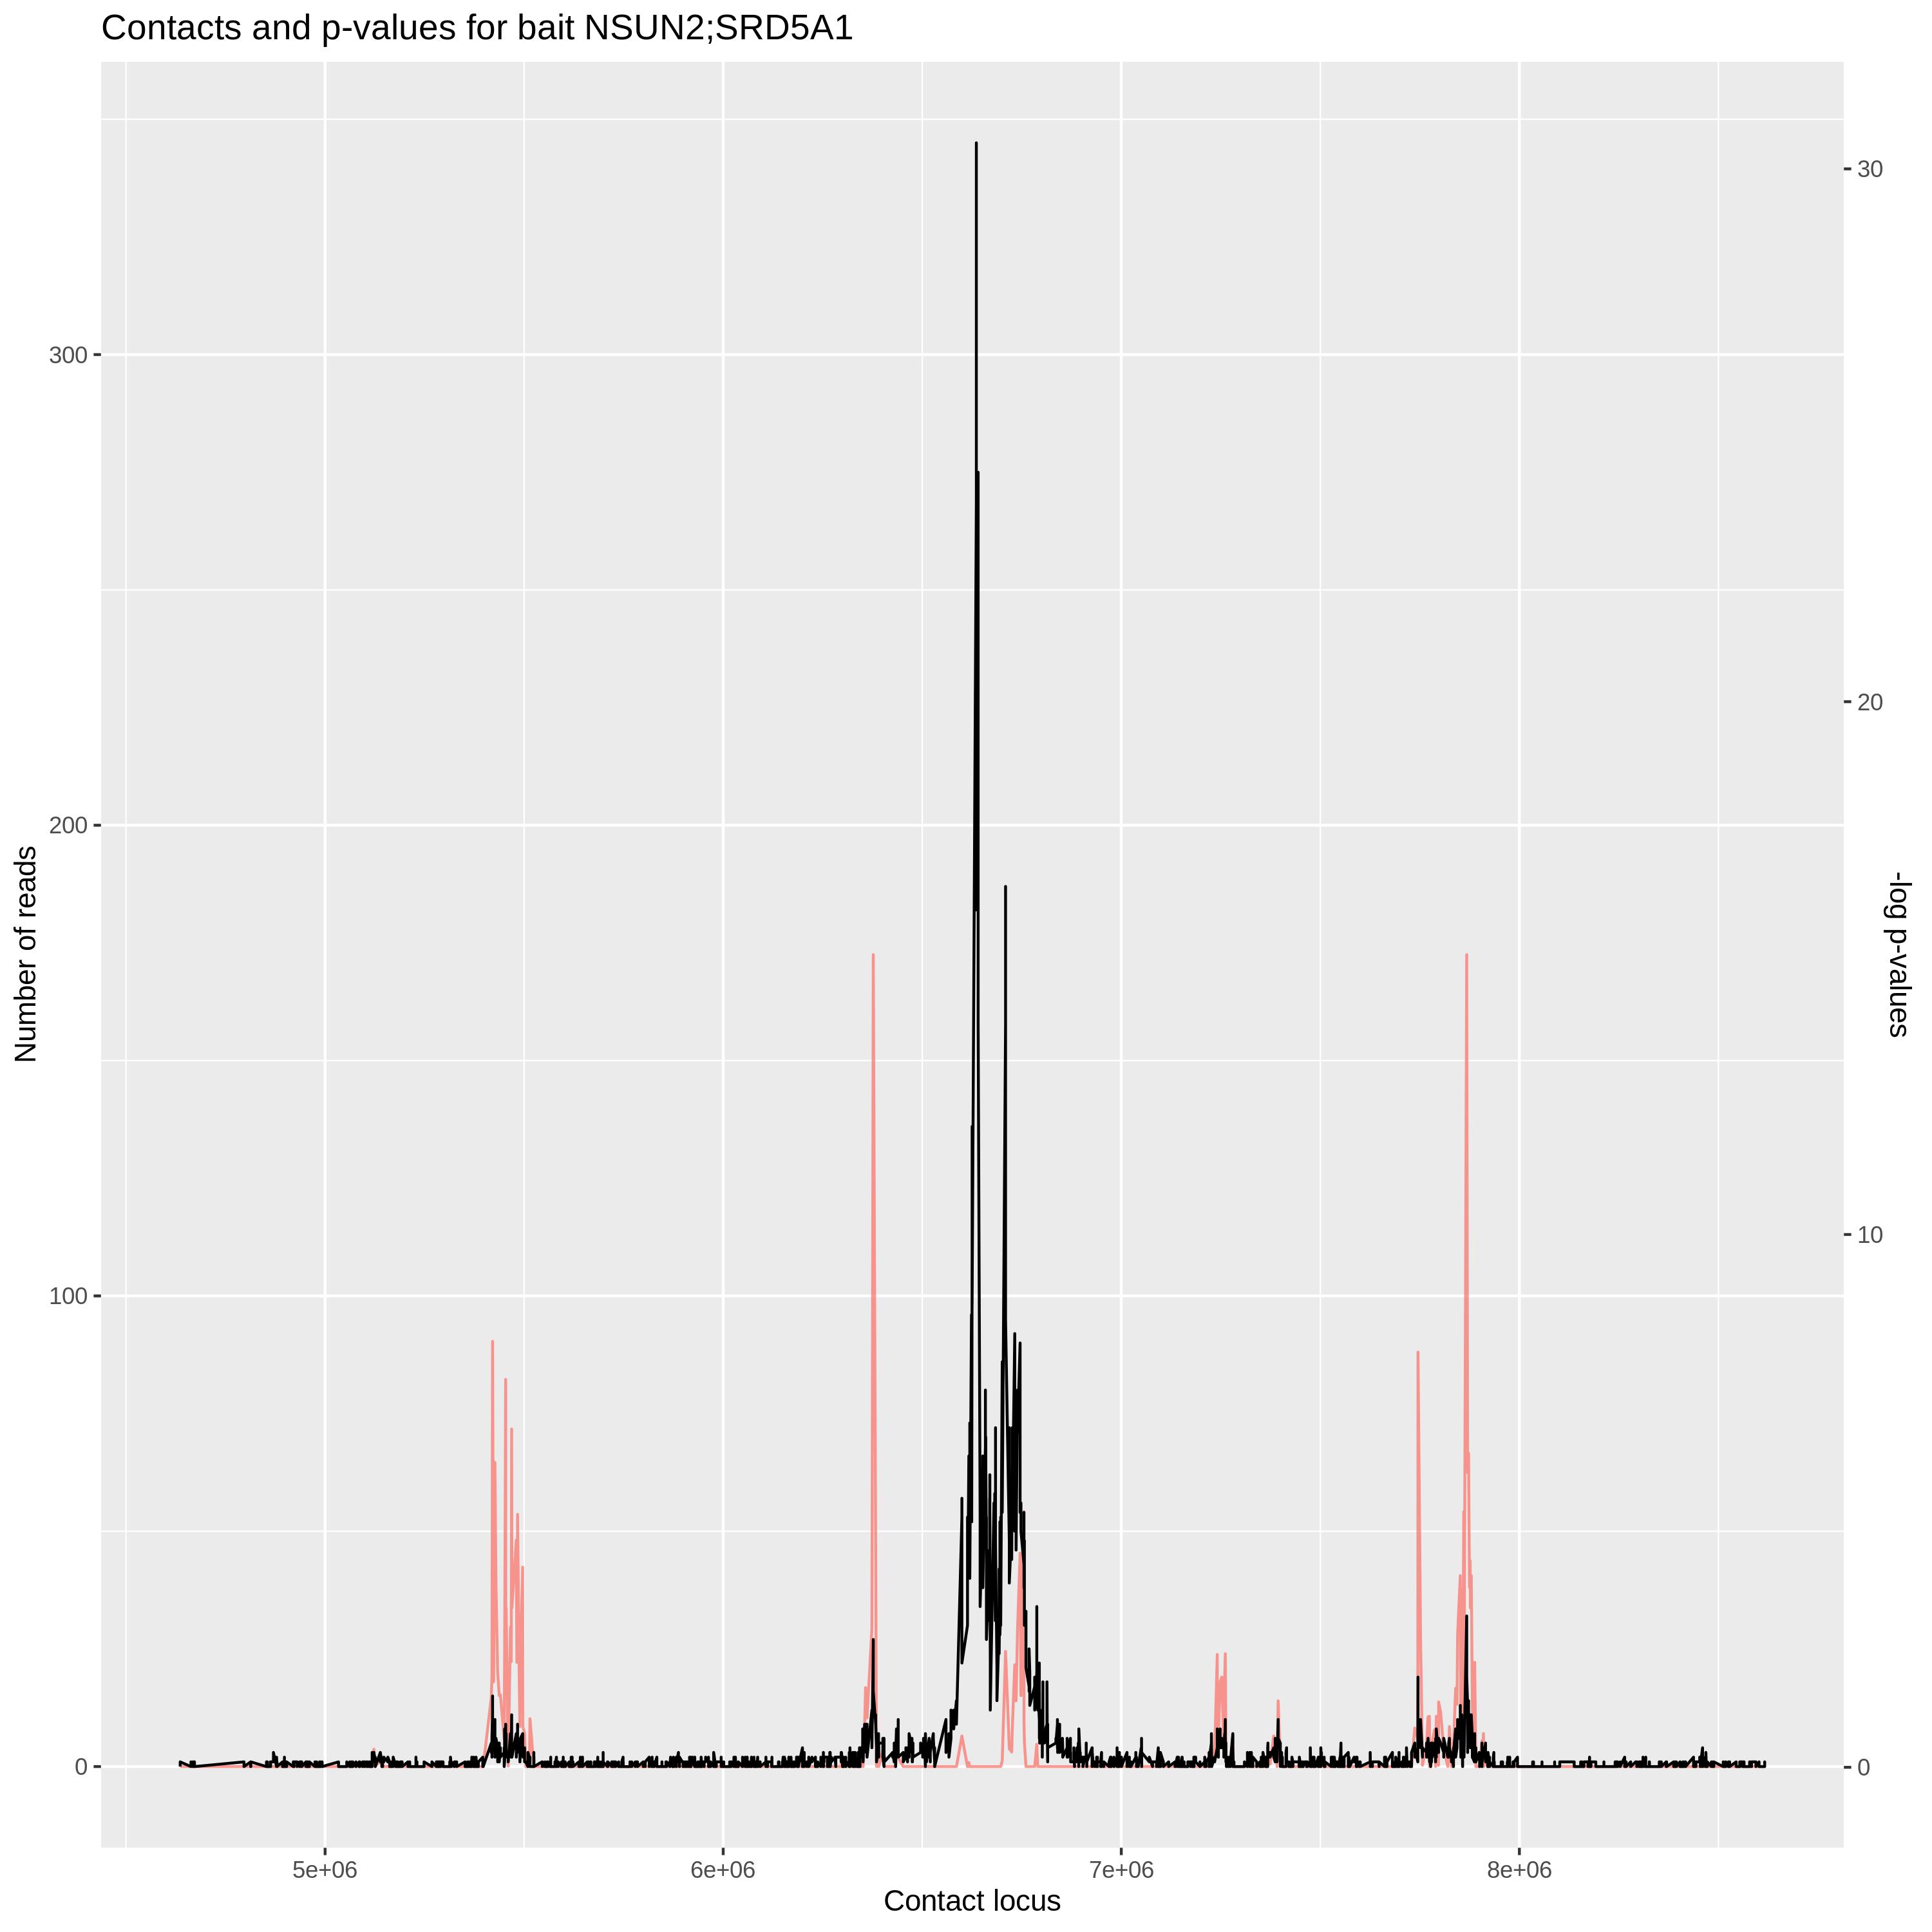 Contacts and p-values for bait NSUN2;SRD5A1
300
200
100
0
Number of reads
30
20
10
0
-log p-values
5e+06
6e+06
7e+06
8e+06
Contact locus